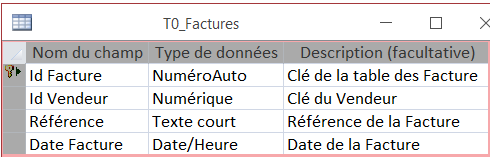 T0_Factures
Nom du champ Type de données Description (facultative)
Id Facture NuméroAuto Clé de la table des Facture
Id Vendeur Numérique Clé du Vendeur
Référence Texte court Référence de la Facture
Date Facture Date/Heure Date de la Facture